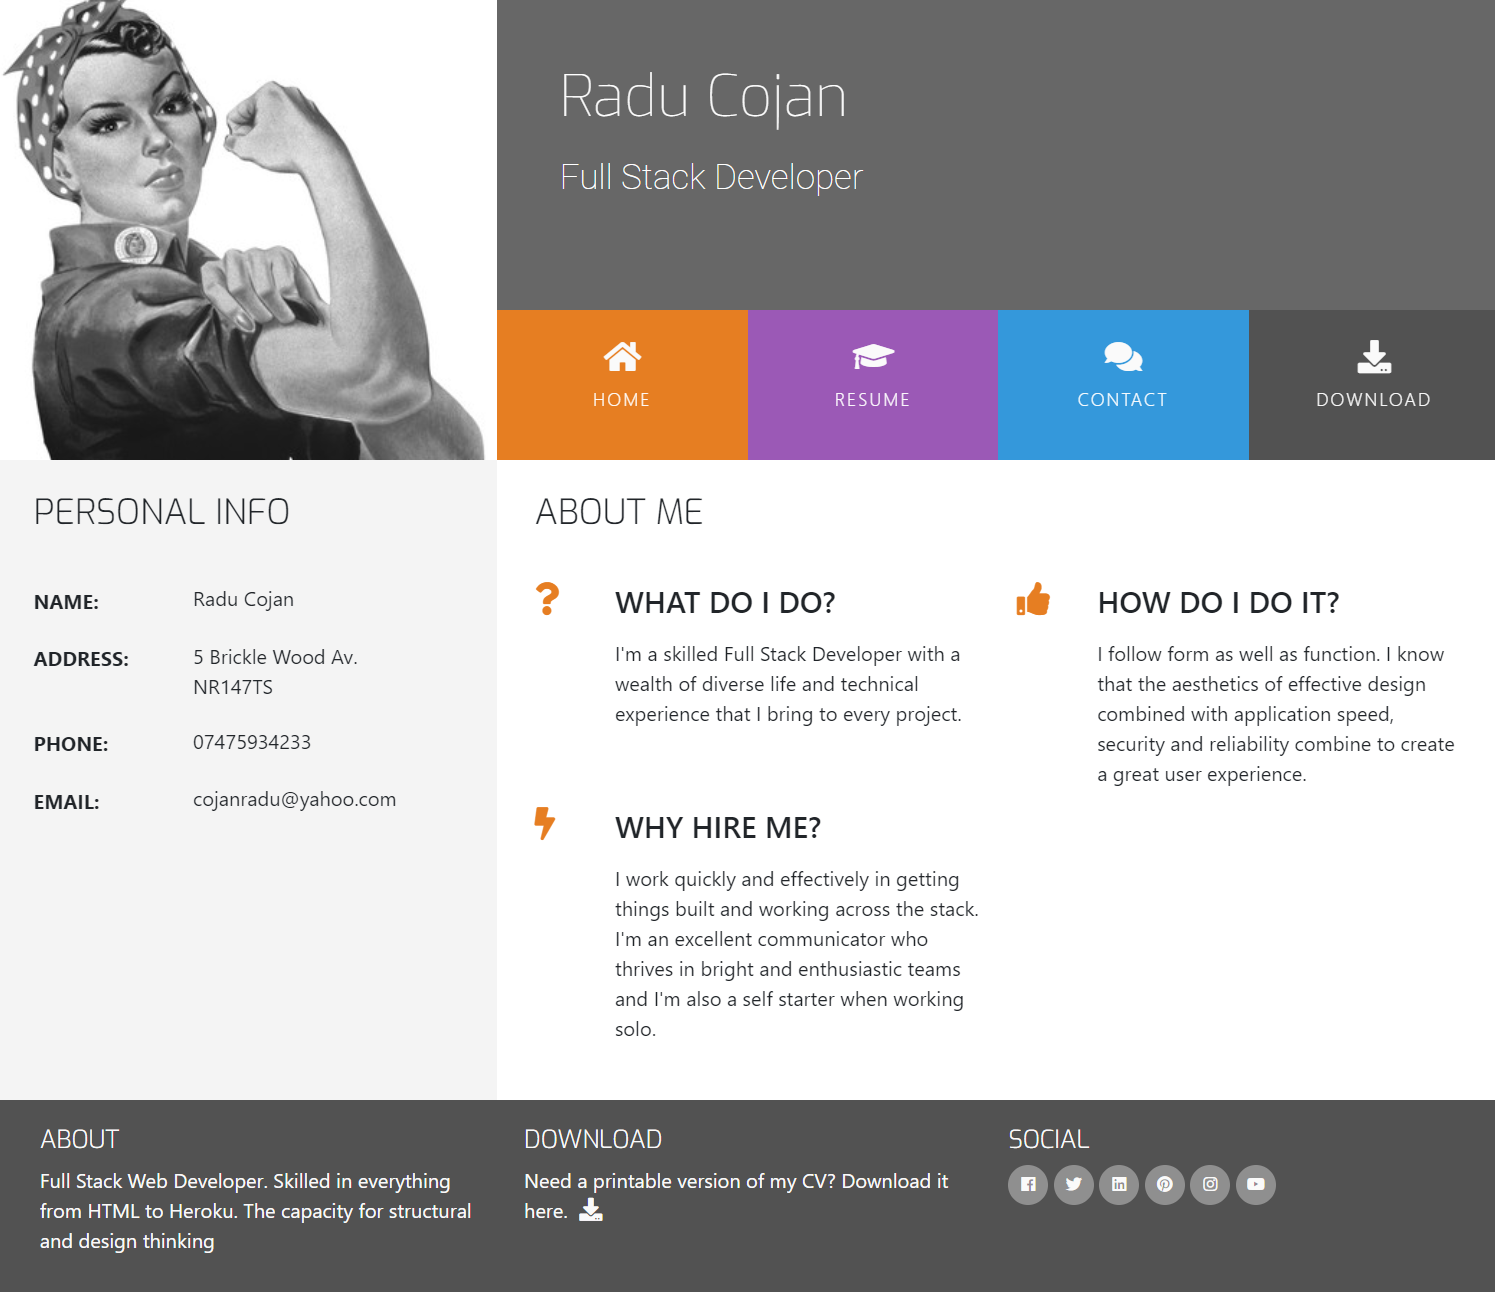 Radu Cojan
Full Stack Developer
HOME
RESUME
CONTACT
DOWNLOAD
PERSONAL INFO
NAME:
Radu Cojan
ADDRESS:
5 Brickle Wood Av.
NR147TS
PHONE:
07475934233
EMAIL:
cojanradu@yahoo.com
ABOUT ME
WHAT DO I DO?
I'm a skilled Full Stack Developer with a
wealth of diverse life and technical
experience that I bring to every project.
HOW DO I DO IT?
I follow form as well as function. I know
that the aesthetics of effective design
combined with application speed,
security and reliability combine to create
a great user experience.
WHY HIRE ME?
I work quickly and effectively in getting
things built and working across the stack.
I'm an excellent communicator who
thrives in bright and enthusiastic teams
and I'm also a self starter when working
solo.
ABOUT
Full Stack Web Developer. Skilled in everything
from HTML to Heroku. The capacity for structural
and design thinking
DOWNLOAD
Need a printable version of my CV? Download it
here.
SOCIAL